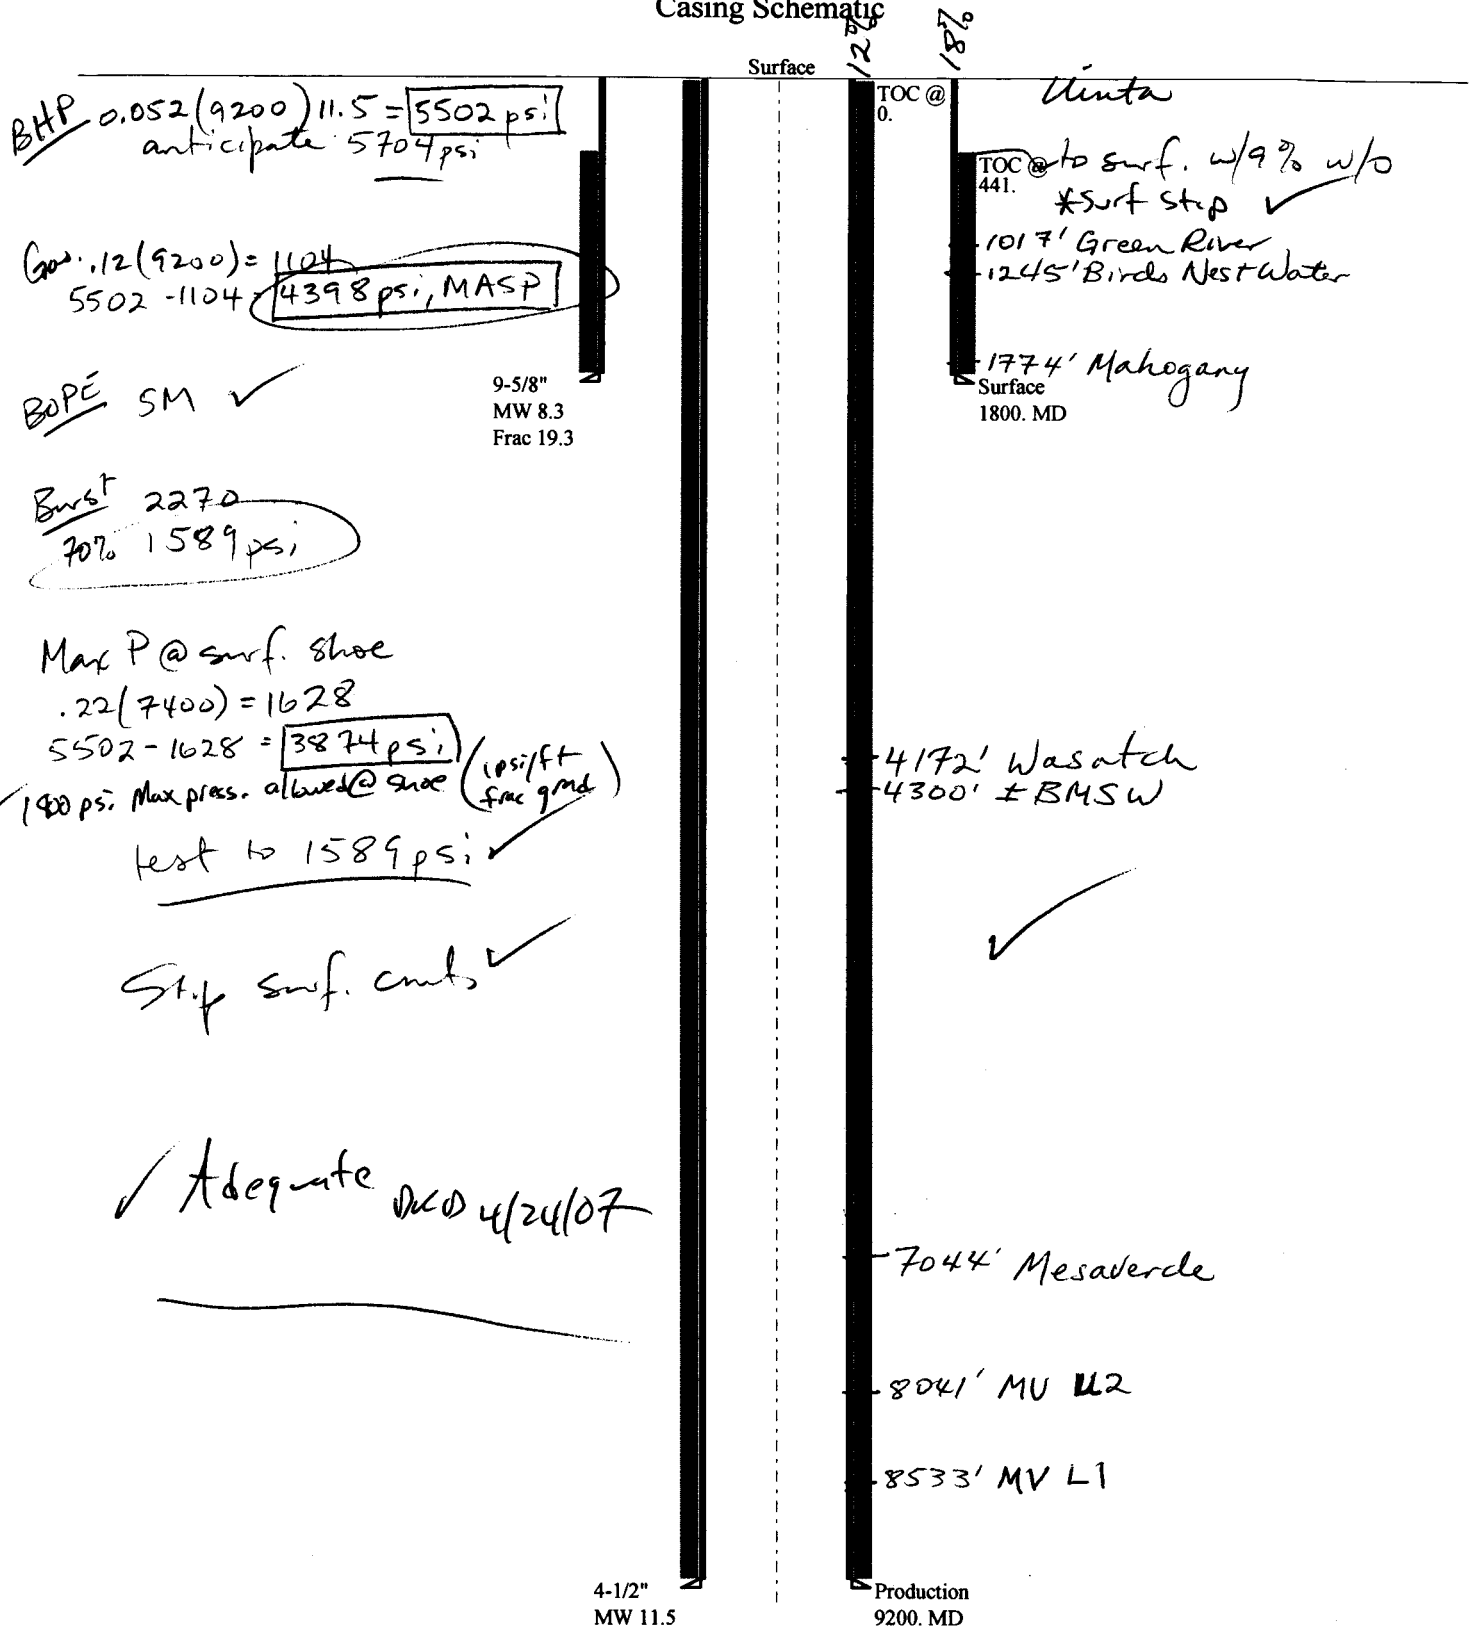 Casing Schematic
12%
18%
Surface
BHP 0.052(9200)11.5 = 5502 psi
anticipate 5704 psi
Gas .12(9200) = 1104
5502 - 1104 = 4398 psi, MASP
BOPE 5M ✓
Burst 2270
70% 1589 psi
Max P @ surf. shoe
.22(7400) = 1628
5502 - 1628 = 3874 psi
✓ 1800 psi Max press. allowed @ shoe (1psi/ft
frac grad)
test to 1589 psi ✓
Stip surf. cmts ✓
✓ Adequate DKD 4/24/07
9-5/8"
MW 8.3
Frac 19.3
4-1/2"
MW 11.5
TOC @
0.
Uinta
TOC @
441.
to surf. w/9% w/o
*Surf stip ✓
1017' Green River
1245' Birds Nest Water
1774' Mahogany
Surface
1800. MD
4172' Wasatch
4300' ± BMSW
✓
7044' Mesaverde
8041' MV U2
8533' MV L1
Production
9200. MD